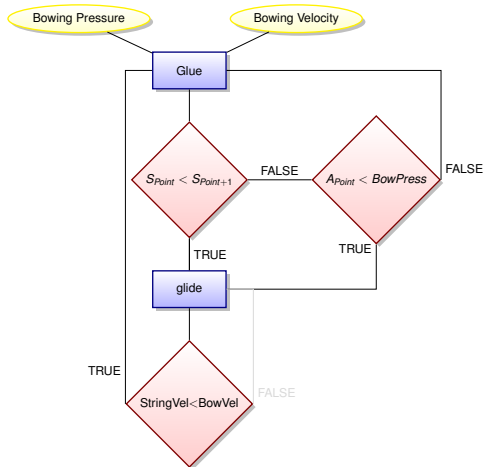 Bowing Pressure
Bowing Velocity
Glue
S_Point < S_Point+1
FALSE
A_Point < BowPress
FALSE
TRUE
TRUE
glide
TRUE
FALSE
StringVel<BowVel